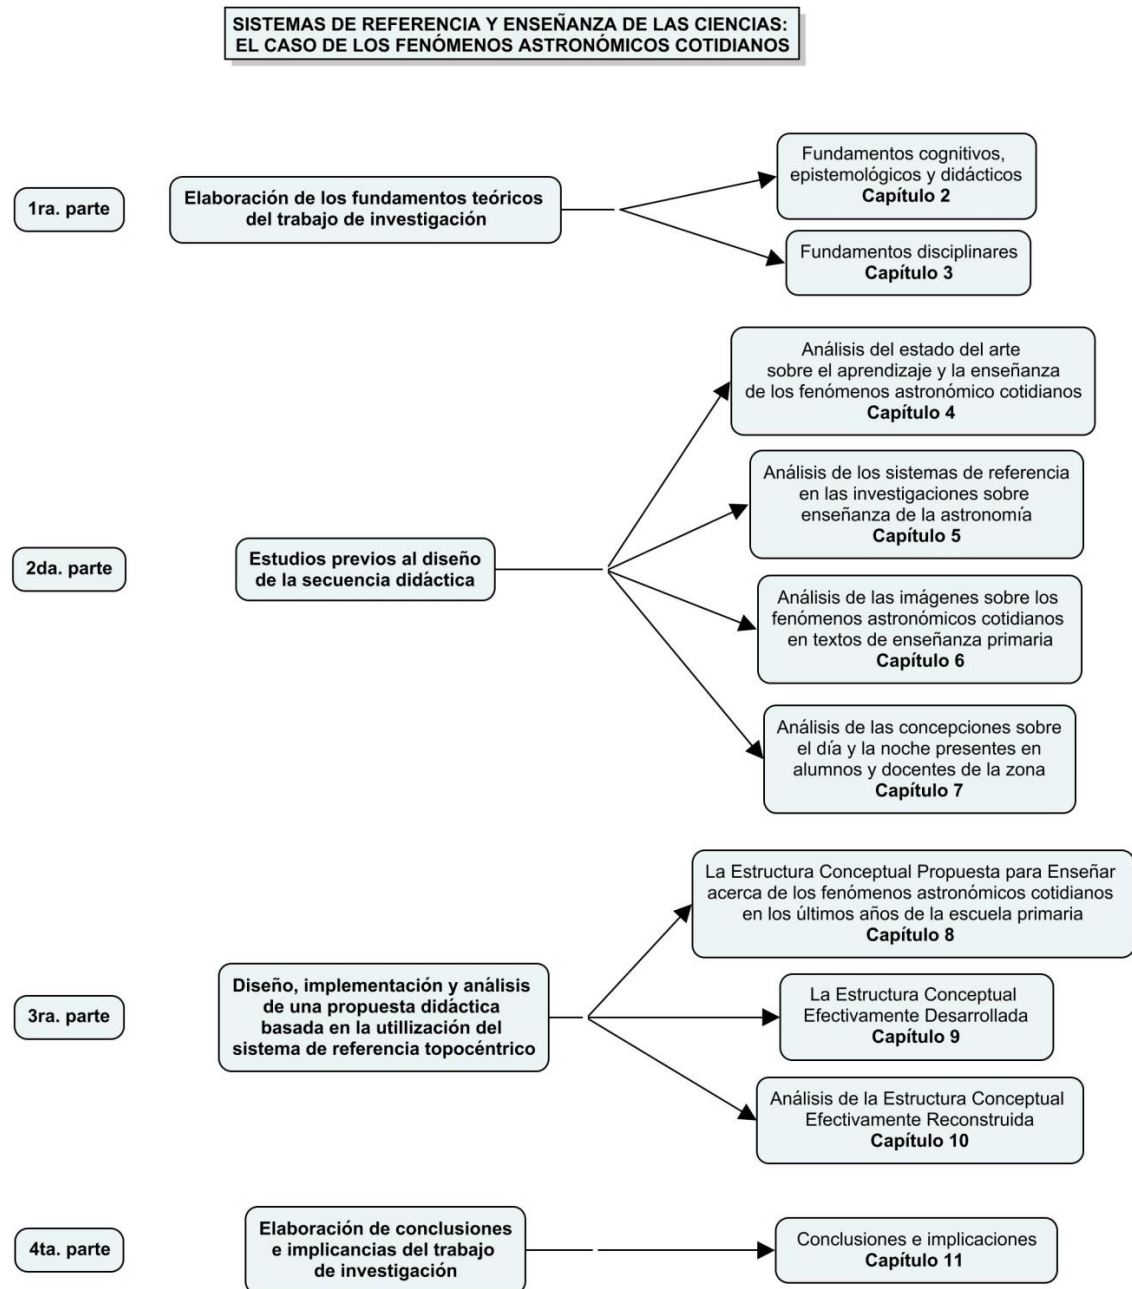 SISTEMAS DE REFERENCIA Y ENSEÑANZA DE LAS CIENCIAS:
EL CASO DE LOS FENÓMENOS ASTRONÓMICOS COTIDIANOS
1ra. parte
Elaboración de los fundamentos teóricos
del trabajo de investigación
Fundamentos cognitivos,
epistemológicos y didácticos
Capítulo 2
Fundamentos disciplinares
Capítulo 3
2da. parte
Estudios previos al diseño
de la secuencia didáctica
Análisis del estado del arte
sobre el aprendizaje y la enseñanza
de los fenómenos astronómico cotidianos
Capítulo 4
Análisis de los sistemas de referencia
en las investigaciones sobre
enseñanza de la astronomía
Capítulo 5
Análisis de las imágenes sobre los
fenómenos astronómicos cotidianos
en textos de enseñanza primaria
Capítulo 6
Análisis de las concepciones sobre
el día y la noche presentes en
alumnos y docentes de la zona
Capítulo 7
3ra. parte
Diseño, implementación y análisis
de una propuesta didáctica
basada en la utillización del
sistema de referencia topocéntrico
La Estructura Conceptual Propuesta para Enseñar
acerca de los fenómenos astronómicos cotidianos
en los últimos años de la escuela primaria
Capítulo 8
La Estructura Conceptual
Efectivamente Desarrollada
Capítulo 9
Análisis de la Estructura Conceptual
Efectivamente Reconstruida
Capítulo 10
4ta. parte
Elaboración de conclusiones
e implicancias del trabajo
de investigación
Conclusiones e implicaciones
Capítulo 11